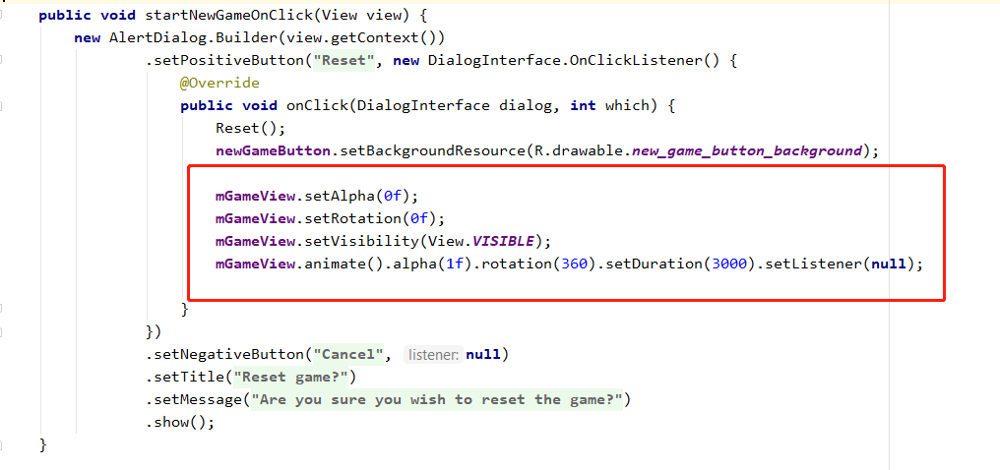 public void startNewGameOnClick(View view) {
new AlertDialog.Builder(view.getContext())
.setPositiveButton("Reset", new DialogInterface.OnClickListener() {
@Override
public void onClick(DialogInterface dialog, int which) {
Reset();
newGameButton.setBackgroundResource(R.drawable.new_game_button_background);
mGameView.setAlpha(0f);
mGameView.setRotation(0f);
mGameView.setVisibility(View.VISIBLE);
mGameView.animate().alpha(1f).rotation(360).setDuration(3000).setListener(null);
}
})
.setNegativeButton("Cancel", listener: null)
.setTitle("Reset game?")
.setMessage("Are you sure you wish to reset the game?")
.show();
}